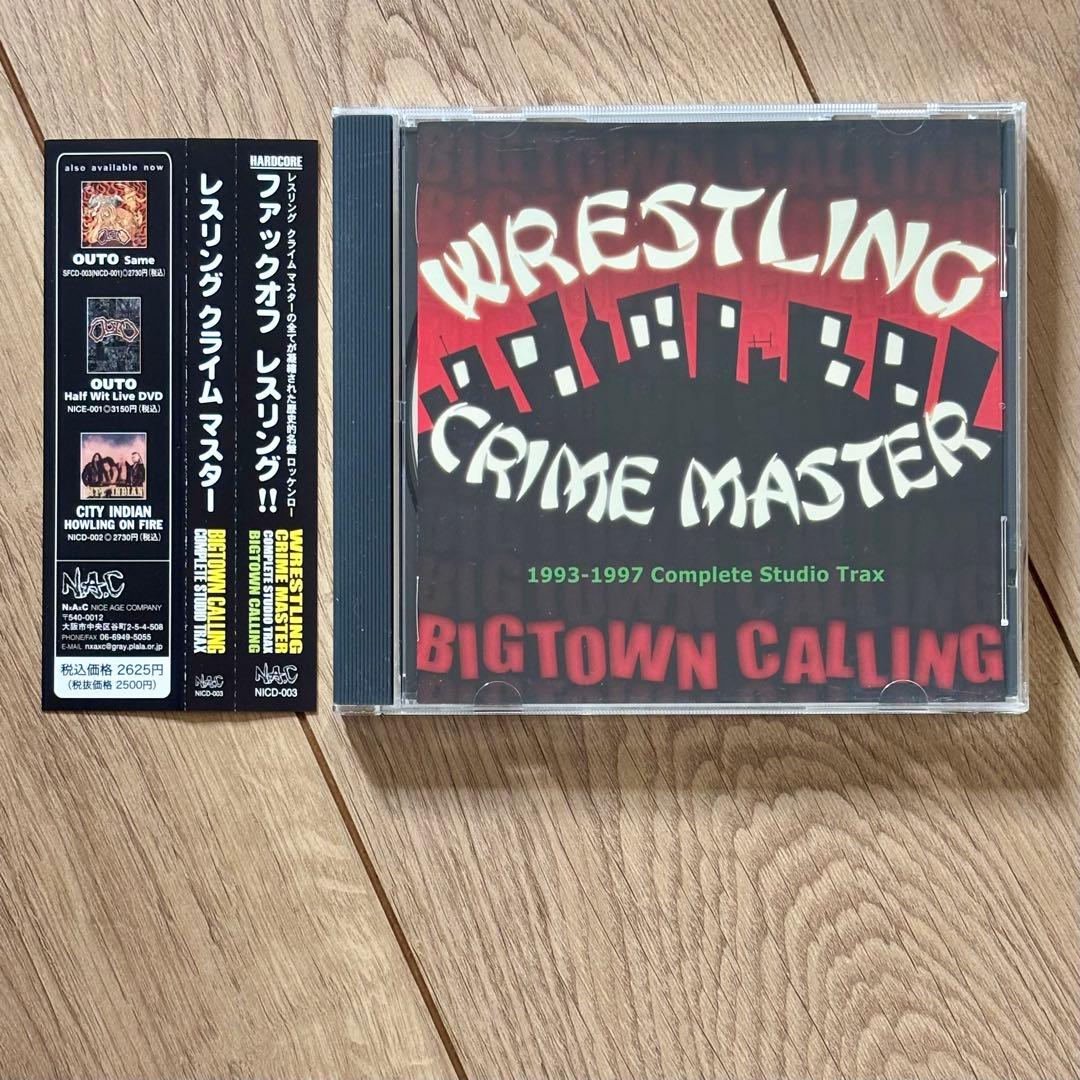 also available now
OUTO Same
SFCD-003(NICD-001)◎2730円(税込)
OUTO
Half Wit Live DVD
NICE-001◎3150円(税込)
CITY INDIAN
CITY INDIAN
HOWLING ON FIRE
NICD-002◎2730円(税込)
N.A.C
N×A×C NICE AGE COMPANY
〒540-0012
大阪市中央区谷町2-5-4-508
PHONE/FAX 06-6949-5055
E-MAIL nxaxc@gray.plala.or.jp
税込価格 2625円
(税抜価格 2500円)
レスリング クライム マスター
BIGTOWN CALLING
COMPLETE STUDIO TRAX
N.A.C
NICD-003
HARDCORE
レスリング クライム マスターの全てが凝縮された歴史的名盤 ロッケンロー
ファックオフ レスリング!!
WRESTLING
CRIME MASTER
COMPLETE STUDIO TRAX
BIGTOWN CALLING
N.A.C
NICD-003
BIGTOWN CALLING
WRESTLING
CRIME MASTER
1993-1997 Complete Studio Trax
BIGTOWN CALLING